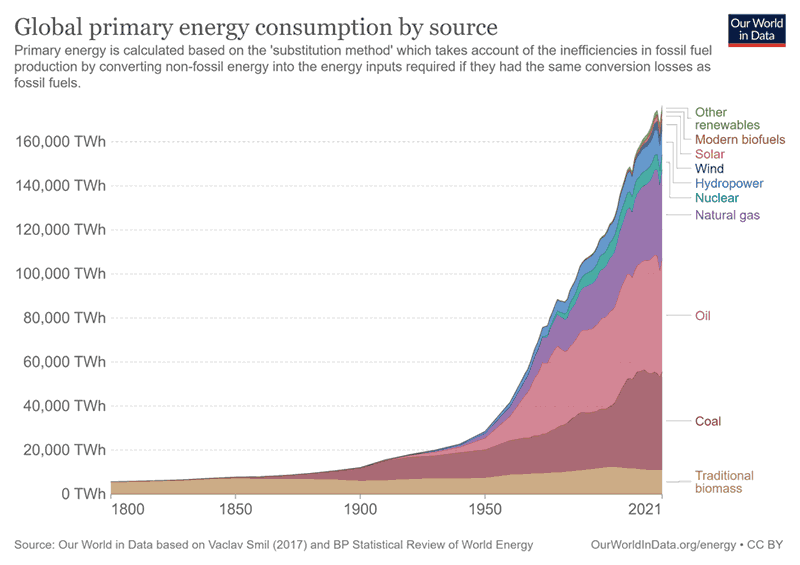 Global primary energy consumption by source
Our World
in Data
Primary energy is calculated based on the 'substitution method' which takes account of the inefficiencies in fossil fuel
production by converting non-fossil energy into the energy inputs required if they had the same conversion losses as
fossil fuels.
160,000 TWh
140,000 TWh
120,000 TWh
100,000 TWh
80,000 TWh
60,000 TWh
40,000 TWh
20,000 TWh
0 TWh
1800
1850
1900
1950
2021
Other
renewables
Modern biofuels
Solar
Wind
Hydropower
Nuclear
Natural gas
Oil
Coal
Traditional
biomass
Source: Our World in Data based on Vaclav Smil (2017) and BP Statistical Review of World Energy
OurWorldInData.org/energy • CC BY